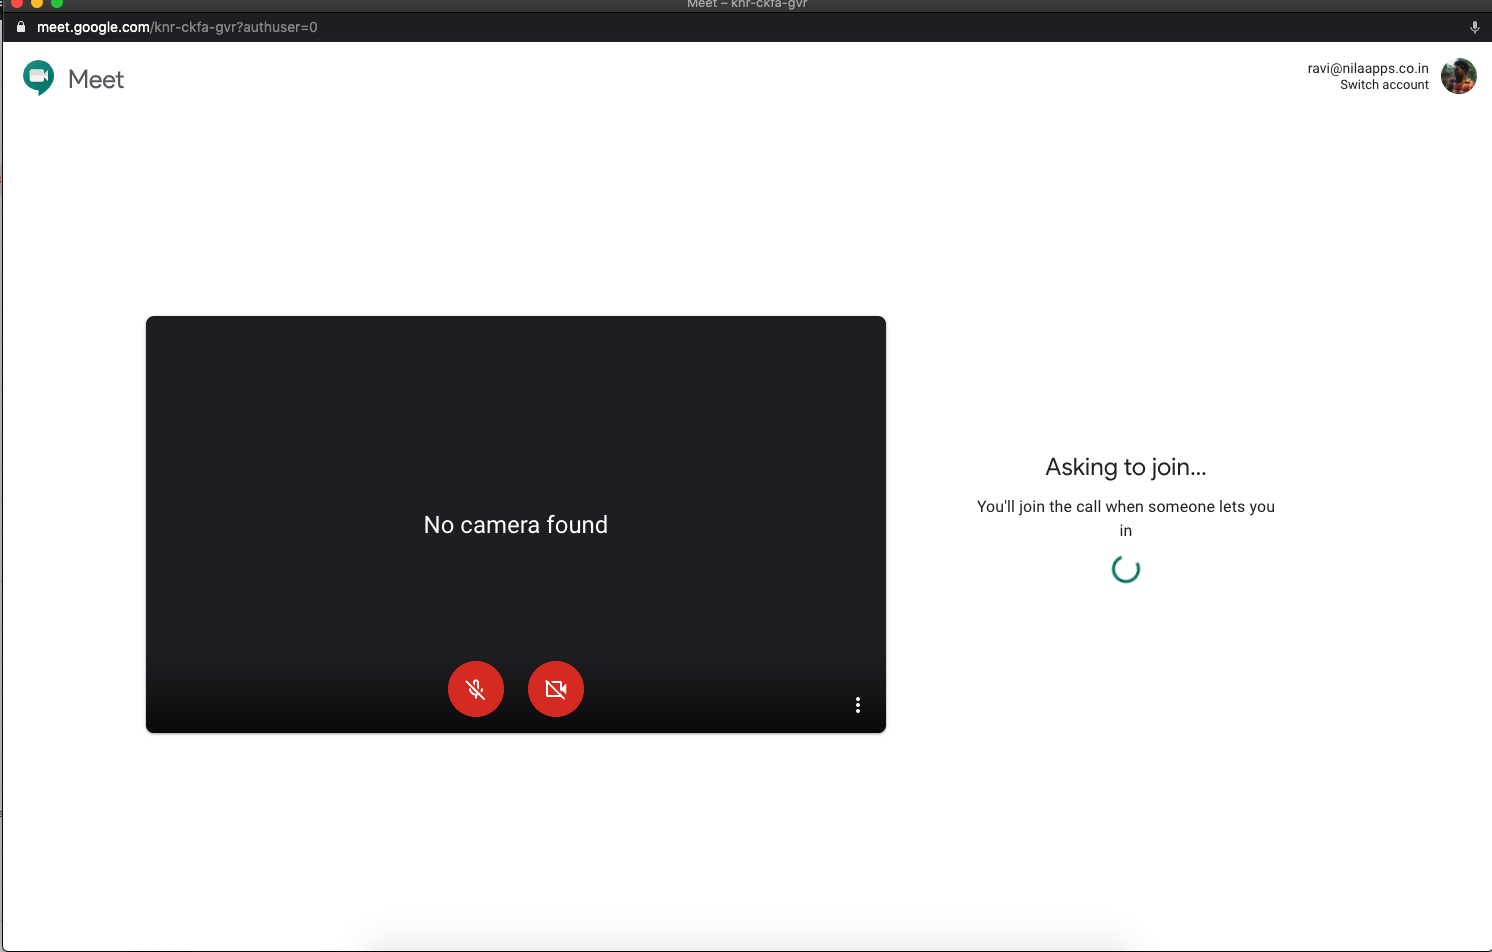 Meet – knr-ckfa-gvr
meet.google.com/knr-ckfa-gvr?authuser=0
Meet
ravi@nilaapps.co.in
Switch account
No camera found
Asking to join...
You'll join the call when someone lets you
in